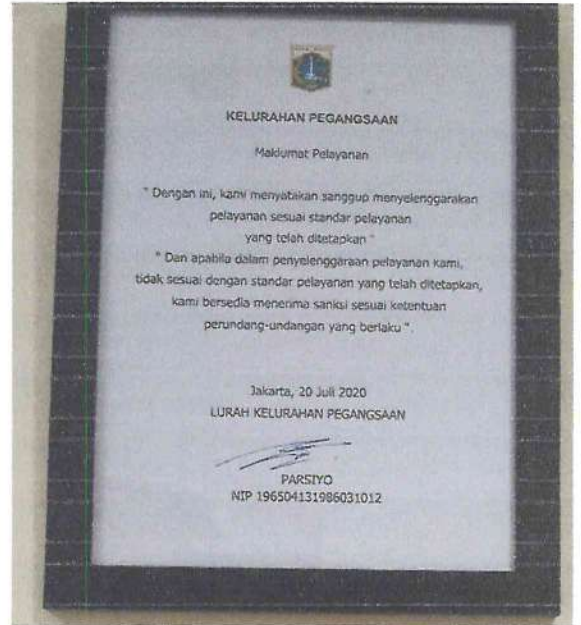 KELURAHAN PEGANGSAAN
Maklumat Pelayanan
" Dengan ini, kami menyatakan sanggup menyelenggarakan
pelayanan sesuai standar pelayanan
yang telah ditetapkan "
" Dan apabila dalam penyelenggaraan pelayanan kami,
tidak sesuai dengan standar pelayanan yang telah ditetapkan,
kami bersedia menerima sanksi sesuai ketentuan
perundang-undangan yang berlaku ".
Jakarta, 20 Juli 2020
LURAH KELURAHAN PEGANGSAAN
PARSIYO
NIP 196504131986031012